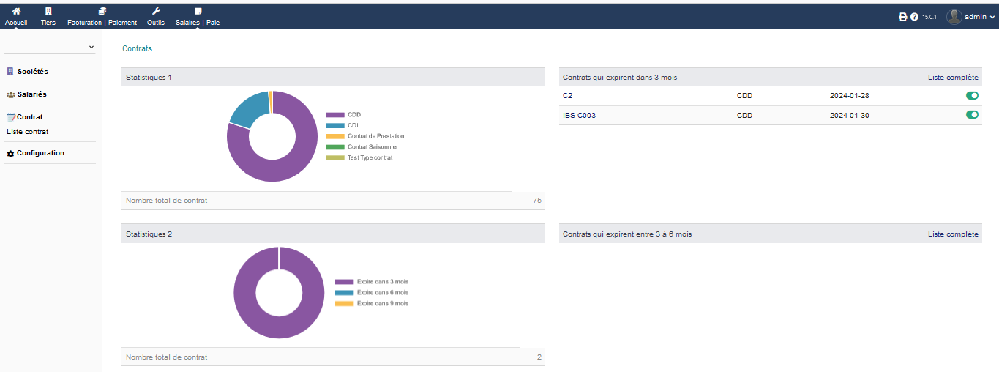 Accueil Tiers Facturation | Paiement Outils Salaires | Paie 15.0.1 admin
Contrats
Sociétés
Salariés
Contrat
Liste contrat
Configuration
Statistiques 1
CDD
CDI
Contrat de Prestation
Contrat Saisonnier
Test Type contrat
Nombre total de contrat 75
Contrats qui expirent dans 3 mois Liste complète
C2 CDD 2024-01-28
IBS-C003 CDD 2024-01-30
Statistiques 2
Expire dans 3 mois
Expire dans 6 mois
Expire dans 9 mois
Nombre total de contrat 2
Contrats qui expirent entre 3 à 6 mois Liste complète